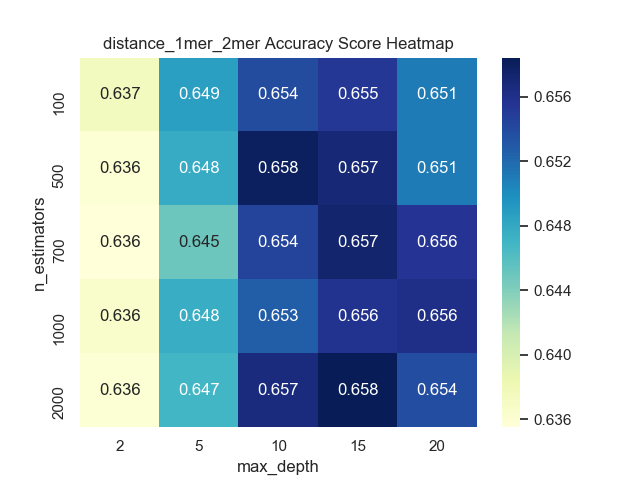 distance_1mer_2mer Accuracy Score Heatmap
n_estimators
100 0.637 0.649 0.654 0.655 0.651
500 0.636 0.648 0.658 0.657 0.651
700 0.636 0.645 0.654 0.657 0.656
1000 0.636 0.648 0.653 0.656 0.656
2000 0.636 0.647 0.657 0.658 0.654
2 5 10 15 20
max_depth
0.656
0.652
0.648
0.644
0.640
0.636